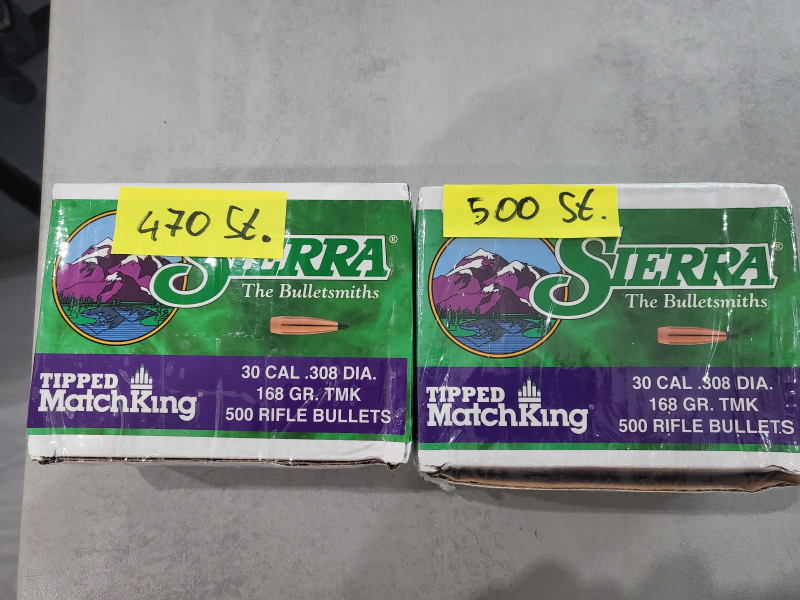 470 St.
SIERRA®
The Bulletsmiths
TIPPED
MatchKing
30 CAL .308 DIA.
168 GR. TMK
500 RIFLE BULLETS
500 St.
SIERRA®
The Bulletsmiths
TIPPED
MatchKing
30 CAL .308 DIA.
168 GR. TMK
500 RIFLE BULLETS